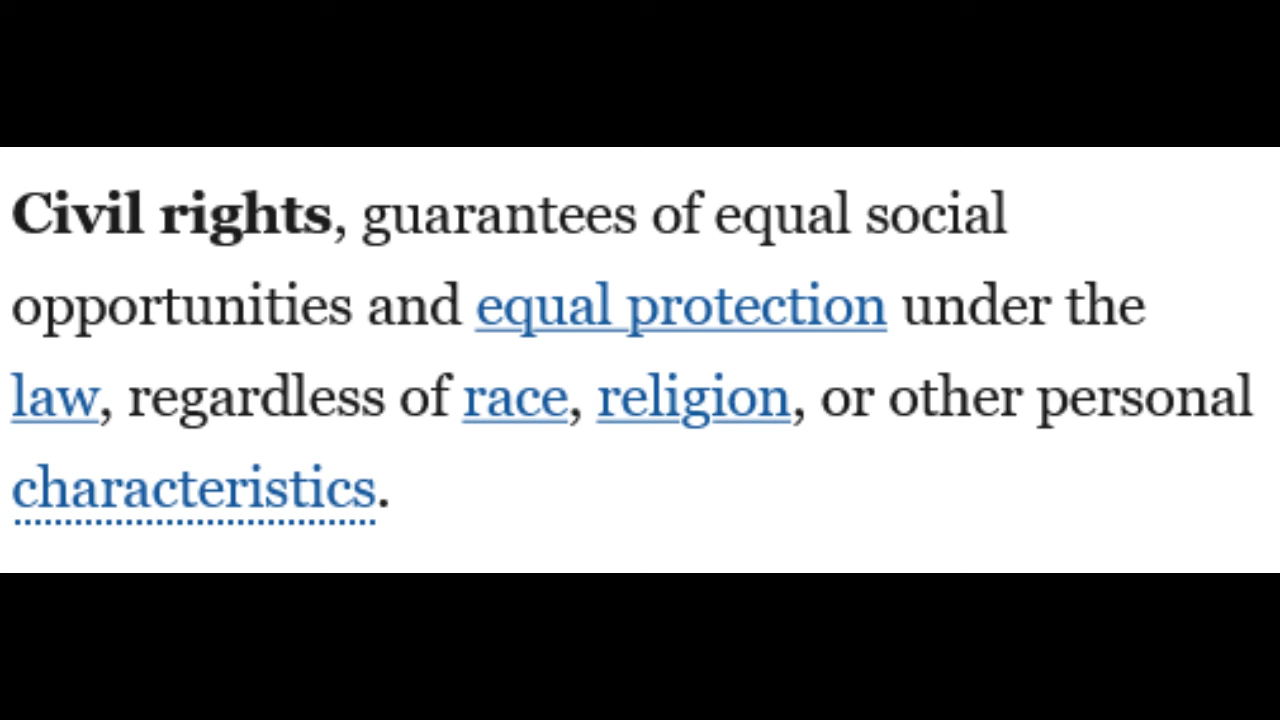 Civil rights, guarantees of equal social
opportunities and equal protection under the
law, regardless of race, religion, or other personal
characteristics.